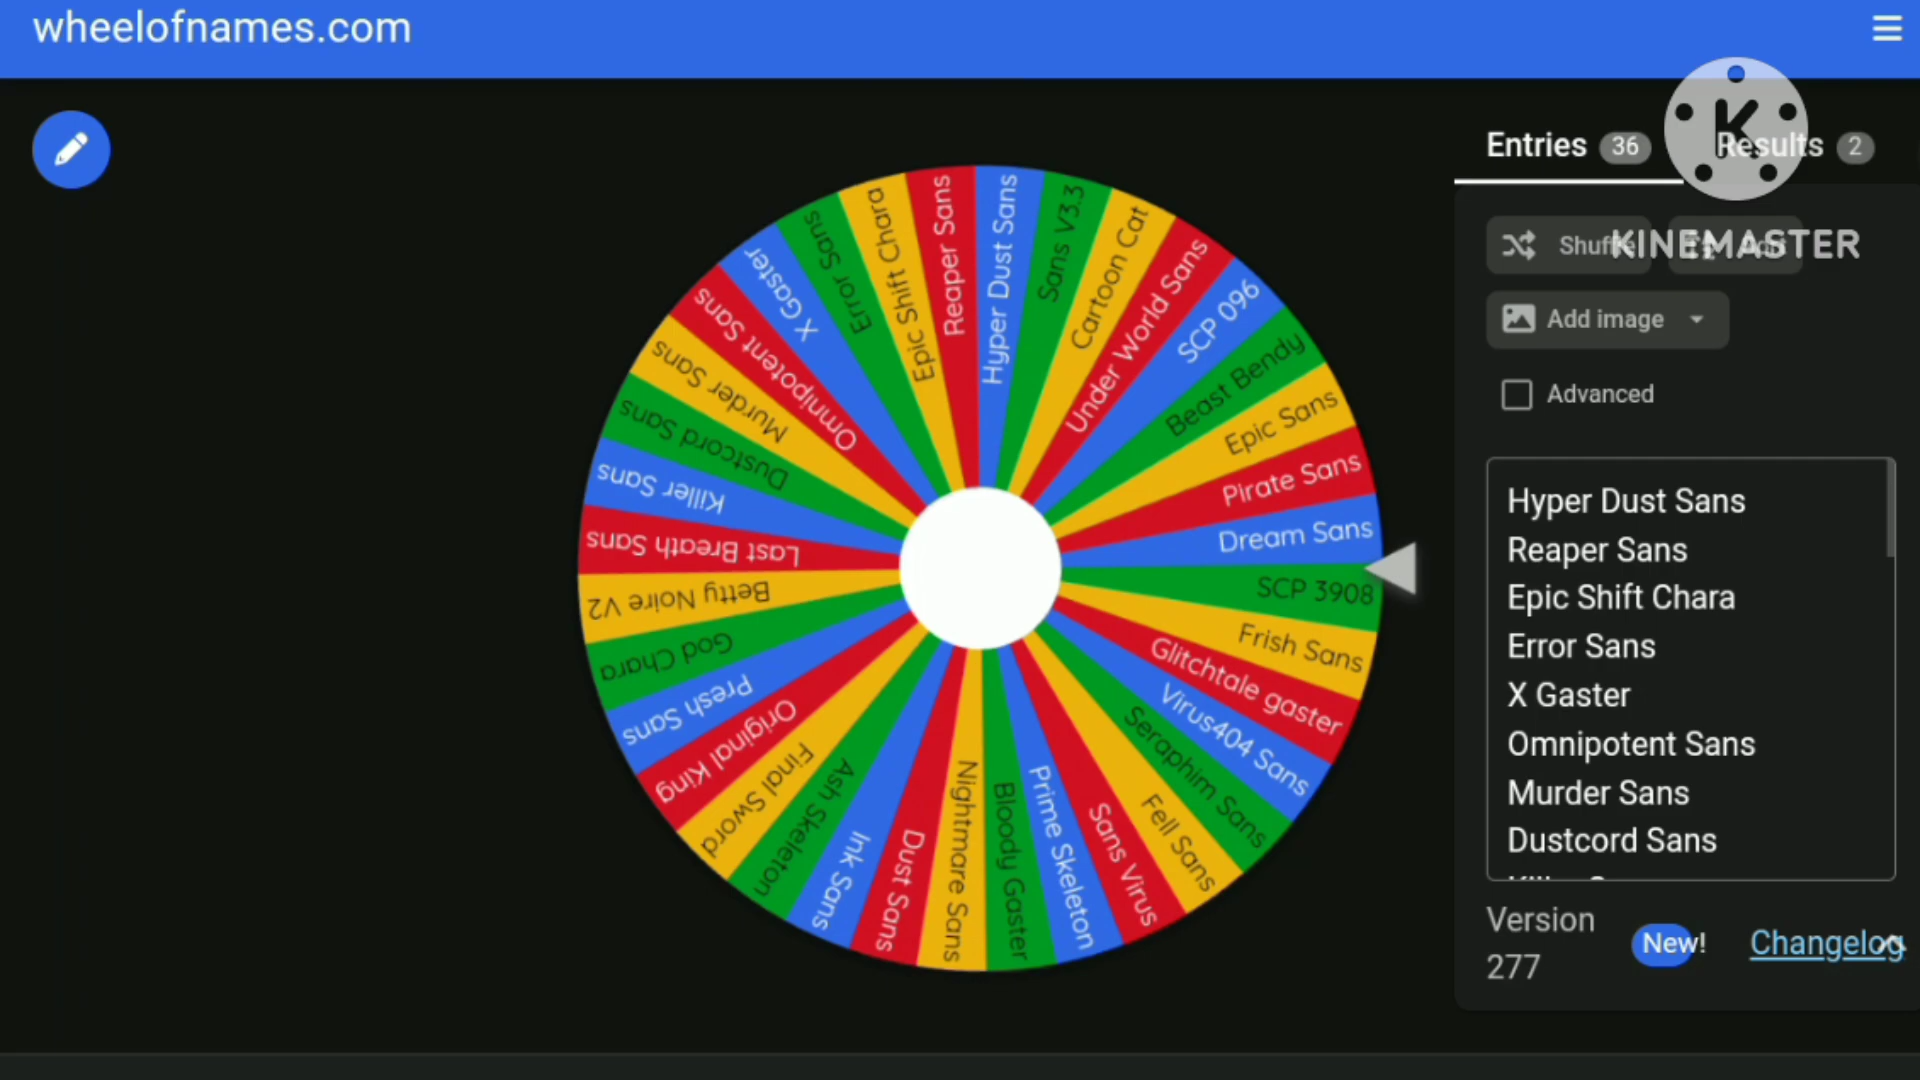 wheelofnames.com
Entries 36
Results 2
KINEMASTER
Add image
Advanced
Hyper Dust Sans
Reaper Sans
Epic Shift Chara
Error Sans
X Gaster
Omnipotent Sans
Murder Sans
Dustcord Sans
Version
277
New!
Changelog
Hyper Dust Sans
Sans V3.3
Cartoon Cat
Under World Sans
SCP 096
Beast Bendy
Epic Sans
Pirate Sans
Dream Sans
SCP 3908
Frish Sans
Glitchtale gaster
Virus404 Sans
Seraphim Sans
Fell Sans
Sans Virus
Prime Skeleton
Bloody Gaster
Nightmare Sans
Dust Sans
Ink Sans
Ash Skeleton
Final Sword
Original King
Presh Sans
God Chara
Betty Noire V2
Last Breath Sans
Killer Sans
Dustcord Sans
Murder Sans
Omnipotent Sans
X Gaster
Error Sans
Epic Shift Chara
Reaper Sans